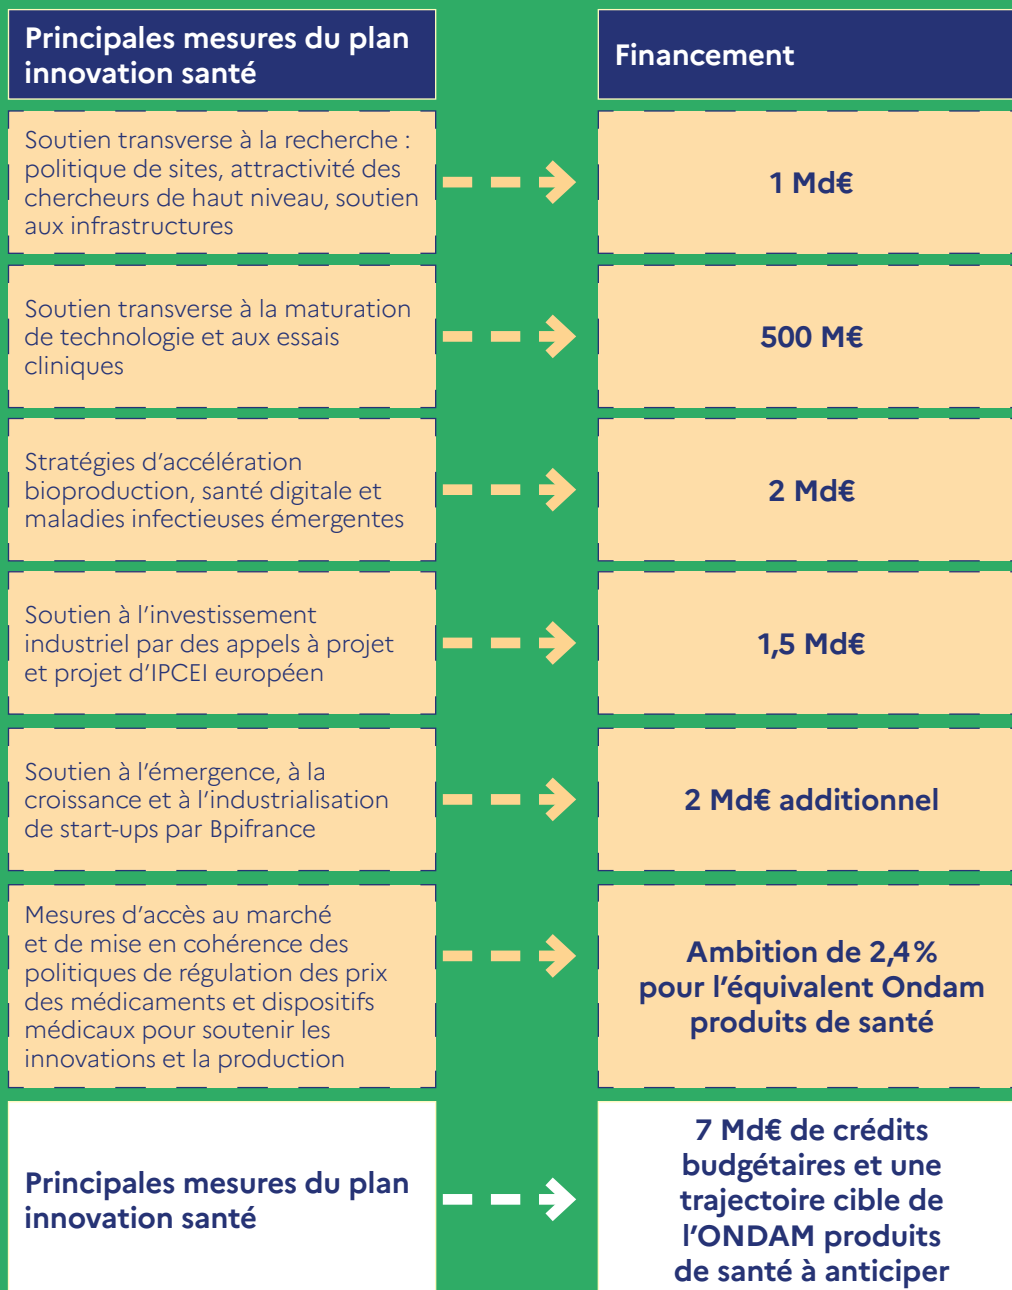 Principales mesures du plan
innovation santé
Financement
Soutien transverse à la recherche :
politique de sites, attractivité des
chercheurs de haut niveau, soutien
aux infrastructures
1 Md€
Soutien transverse à la maturation
de technologie et aux essais
cliniques
500 M€
Stratégies d’accélération
bioproduction, santé digitale et
maladies infectieuses émergentes
2 Md€
Soutien à l’investissement
industriel par des appels à projet
et projet d’IPCEI européen
1,5 Md€
Soutien à l’émergence, à la
croissance et à l’industrialisation
de start-ups par Bpifrance
2 Md€ additionnel
Mesures d’accès au marché
et de mise en cohérence des
politiques de régulation des prix
des médicaments et dispositifs
médicaux pour soutenir les
innovations et la production
Ambition de 2,4%
pour l’équivalent Ondam
produits de santé
Principales mesures du plan
innovation santé
7 Md€ de crédits
budgétaires et une
trajectoire cible de
l’ONDAM produits
de santé à anticiper